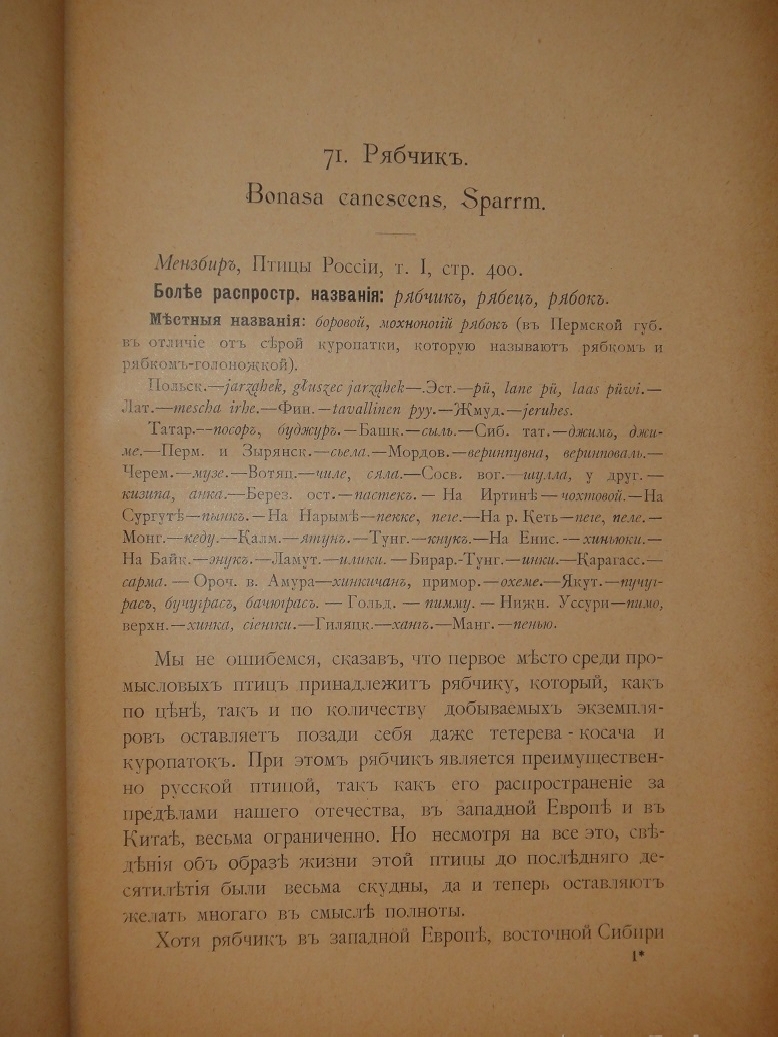 71. Рябчикъ.
Bonasa canescens, Sparrm.
Мензбиръ, Птицы Россіи, т. I, стр. 400.
Болѣе распростр. названія: рябчикъ, рябецъ, рябокъ.
Мѣстныя названія: боровой, мохноногій рябокъ (въ Пермской губ.
въ отличіе отъ сѣрой куропатки, которую называютъ рябкомъ и
рябкомъ-голоножкой).
Польск.—jarząbek, głuszec jarząbek—.Эст.—pü, lane pü, laas püwi.—
Лат.—mescha irbe.—Фин.—tavallinen pyy.—Жмуд.—jerubes.
Татар.—посоръ, буджуръ.—Башк.—сыль.—Сиб. тат.—джимъ, джи-
ме.—Перм. и Зырянск.—сьела.—Мордов.—веринпувна, веринповаль.—
Черем.—музе.—Вотяц.—чиле, сяла.—Сосв. вог.—шулла, у друг.—
кизипа, анка.—Берез. ост.—пастекъ.— На Иртишѣ—чохтовой.—На
Сургутѣ—пынкъ.—На Нарымѣ—пекке, пеге.—На р. Кеть—пеге, пеле.—
Монг.—кеду.—Калм.—ятунъ.—Тунг.—кнукъ.—На Енис.— хиньюки.—
На Байк.—энукъ.—Ламут.—илики.—Бирар.-Тунг.—инки.—Карагасс.—
сарма. — Ороч. в. Амура—хинкичанъ, примор.—охеме.—Якут.—пучуг-
расъ, бучуграсъ, бачюграсъ. — Гольд. — пимму. — Нижн. Уссури—пимо,
верхн.—хинка,—Гиляцк.—хангъ.—Манг.—пенью.
Мы не ошибемся, сказавъ, что первое мѣсто среди про-
мысловыхъ птицъ принадлежитъ рябчику, который, какъ
по цѣнѣ, такъ и по количеству добываемыхъ экземпля-
ровъ оставляетъ позади себя даже тетерева-косача и
куропатокъ. При этомъ рябчикъ является преимуществен-
но русской птицой, такъ какъ его распространеніе за
предѣлами нашего отечества, въ западной Европѣ и въ
Китаѣ, весьма ограниченно. Но несмотря на все это, свѣ-
дѣнія объ образѣ жизни этой птицы до послѣдняго де-
сятилѣтія были весьма скудны, да и теперь оставляютъ
желать многаго въ смыслѣ полноты.
Хотя рябчикъ въ западной Европѣ, восточной Сибири
1*